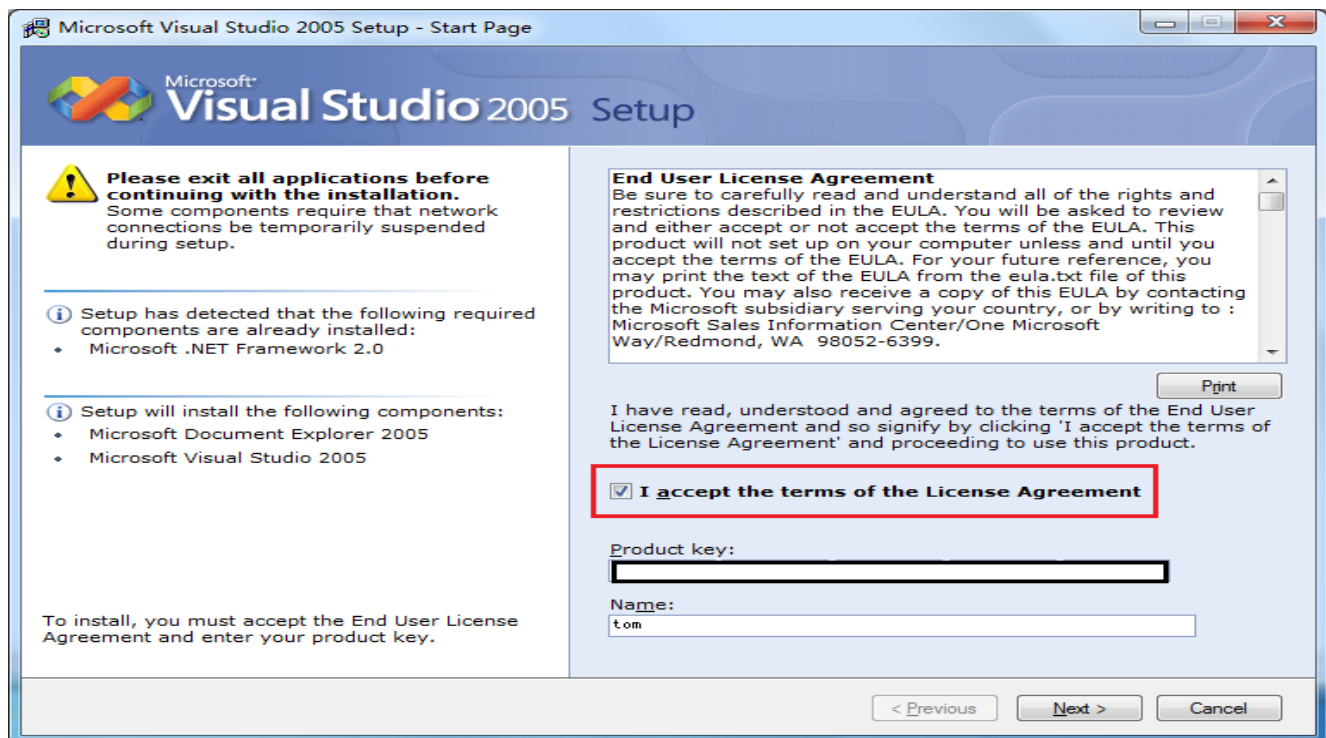 Microsoft Visual Studio 2005 Setup - Start Page
Microsoft
Visual Studio 2005 Setup
Please exit all applications before
continuing with the installation.
Some components require that network
connections be temporarily suspended
during setup.
Setup has detected that the following required
components are already installed:
• Microsoft .NET Framework 2.0
Setup will install the following components:
• Microsoft Document Explorer 2005
• Microsoft Visual Studio 2005
To install, you must accept the End User License
Agreement and enter your product key.
End User License Agreement
Be sure to carefully read and understand all of the rights and
restrictions described in the EULA. You will be asked to review
and either accept or not accept the terms of the EULA. This
product will not set up on your computer unless and until you
accept the terms of the EULA. For your future reference, you
may print the text of the EULA from the eula.txt file of this
product. You may also receive a copy of this EULA by contacting
the Microsoft subsidiary serving your country, or by writing to :
Microsoft Sales Information Center/One Microsoft
Way/Redmond, WA 98052-6399.
Print
I have read, understood and agreed to the terms of the End User
License Agreement and so signify by clicking 'I accept the terms of
the License Agreement' and proceeding to use this product.
I accept the terms of the License Agreement
Product key:
Name:
tom
< Previous
Next >
Cancel